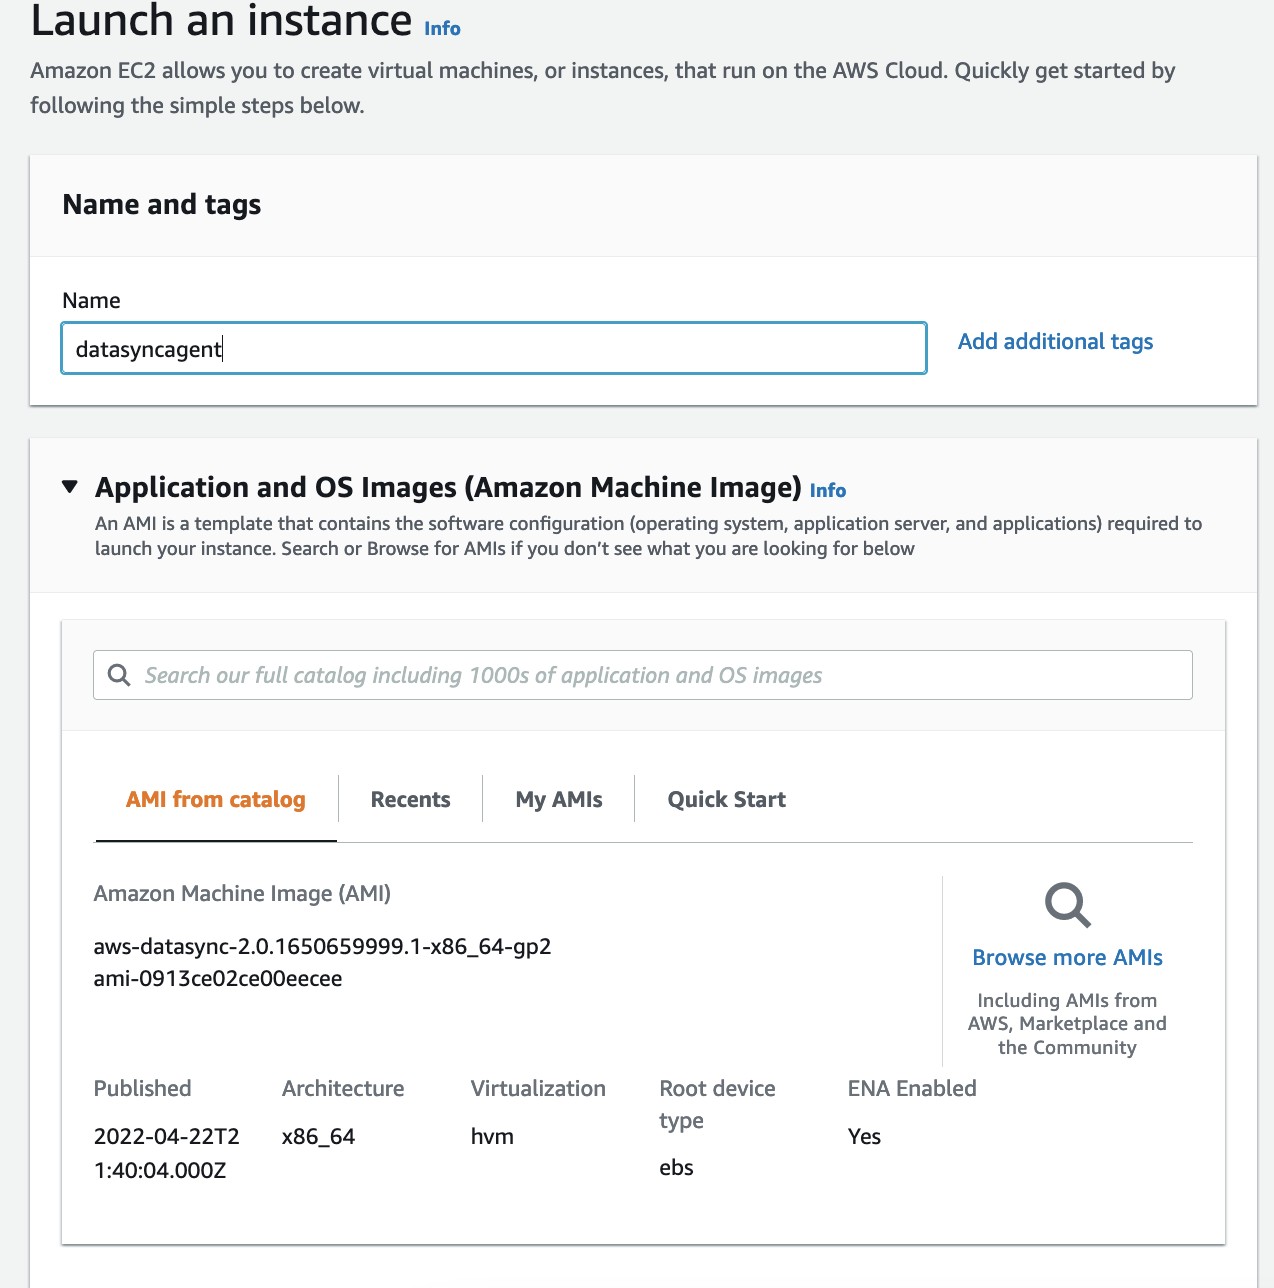 Launch an instance Info
Amazon EC2 allows you to create virtual machines, or instances, that run on the AWS Cloud. Quickly get started by
following the simple steps below.
Name and tags
Name
datasyncagent
Add additional tags
Application and OS Images (Amazon Machine Image) Info
An AMI is a template that contains the software configuration (operating system, application server, and applications) required to
launch your instance. Search or Browse for AMIs if you don’t see what you are looking for below
Search our full catalog including 1000s of application and OS images
AMI from catalog
Recents
My AMIs
Quick Start
Amazon Machine Image (AMI)
aws-datasync-2.0.1650659999.1-x86_64-gp2
ami-0913ce02ce00eecee
Browse more AMIs
Including AMIs from
AWS, Marketplace and
the Community
Published
2022-04-22T2
1:40:04.000Z
Architecture
x86_64
Virtualization
hvm
Root device
type
ebs
ENA Enabled
Yes